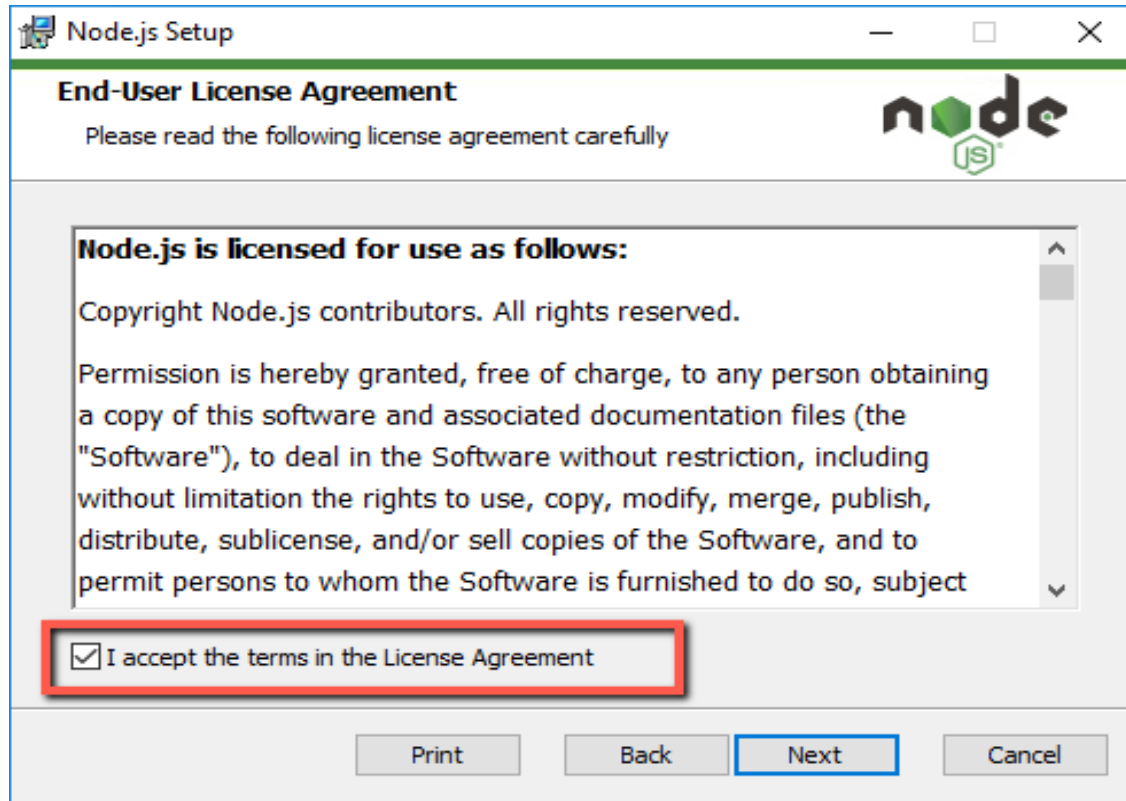 Node.js Setup
End-User License Agreement
Please read the following license agreement carefully
node
JS
Node.js is licensed for use as follows:
Copyright Node.js contributors. All rights reserved.
Permission is hereby granted, free of charge, to any person obtaining
a copy of this software and associated documentation files (the
"Software"), to deal in the Software without restriction, including
without limitation the rights to use, copy, modify, merge, publish,
distribute, sublicense, and/or sell copies of the Software, and to
permit persons to whom the Software is furnished to do so, subject
I accept the terms in the License Agreement
Print Back Next Cancel